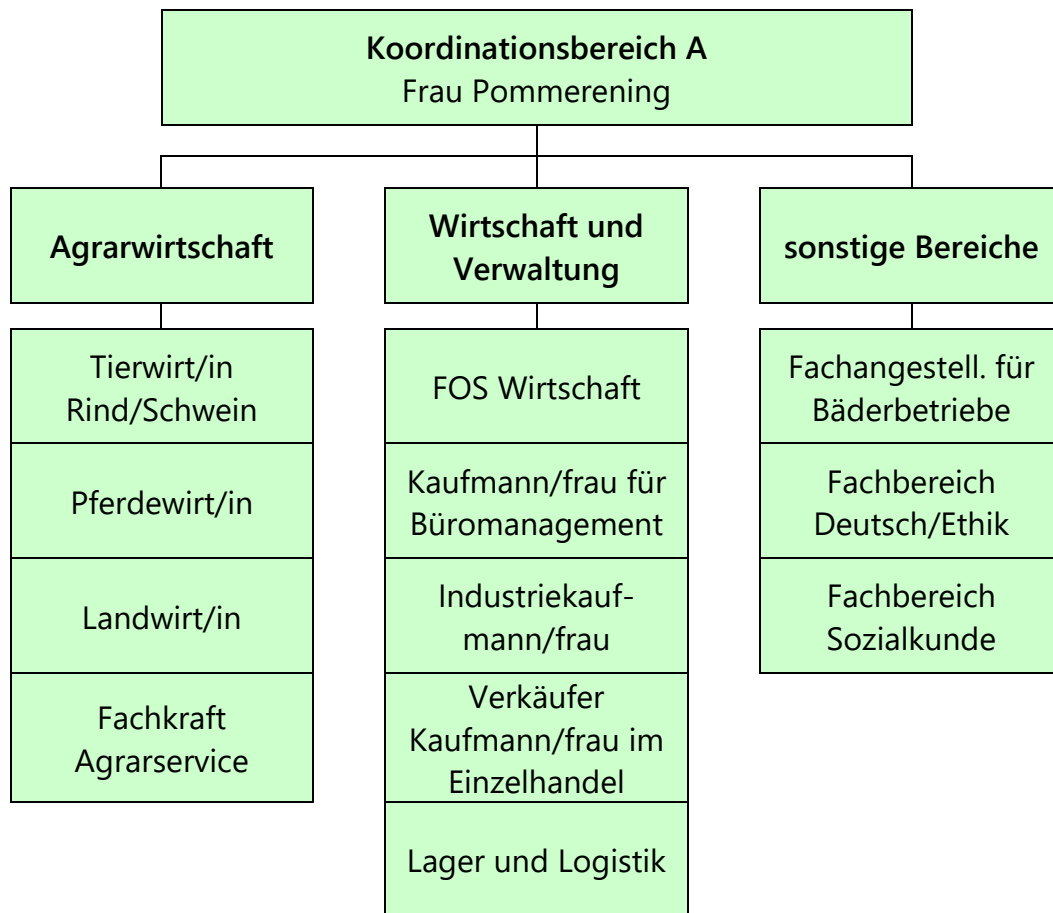 Koordinationsbereich A
Frau Pommerening
Agrarwirtschaft
Wirtschaft und
Verwaltung
sonstige Bereiche
Tierwirt/in
Rind/Schwein
Pferdewirt/in
Landwirt/in
Fachkraft
Agrarservice
FOS Wirtschaft
Kaufmann/frau für
Büromanagement
Industriekauf-
mann/frau
Verkäufer
Kaufmann/frau im
Einzelhandel
Lager und Logistik
Fachangestell. für
Bäderbetriebe
Fachbereich
Deutsch/Ethik
Fachbereich
Sozialkunde